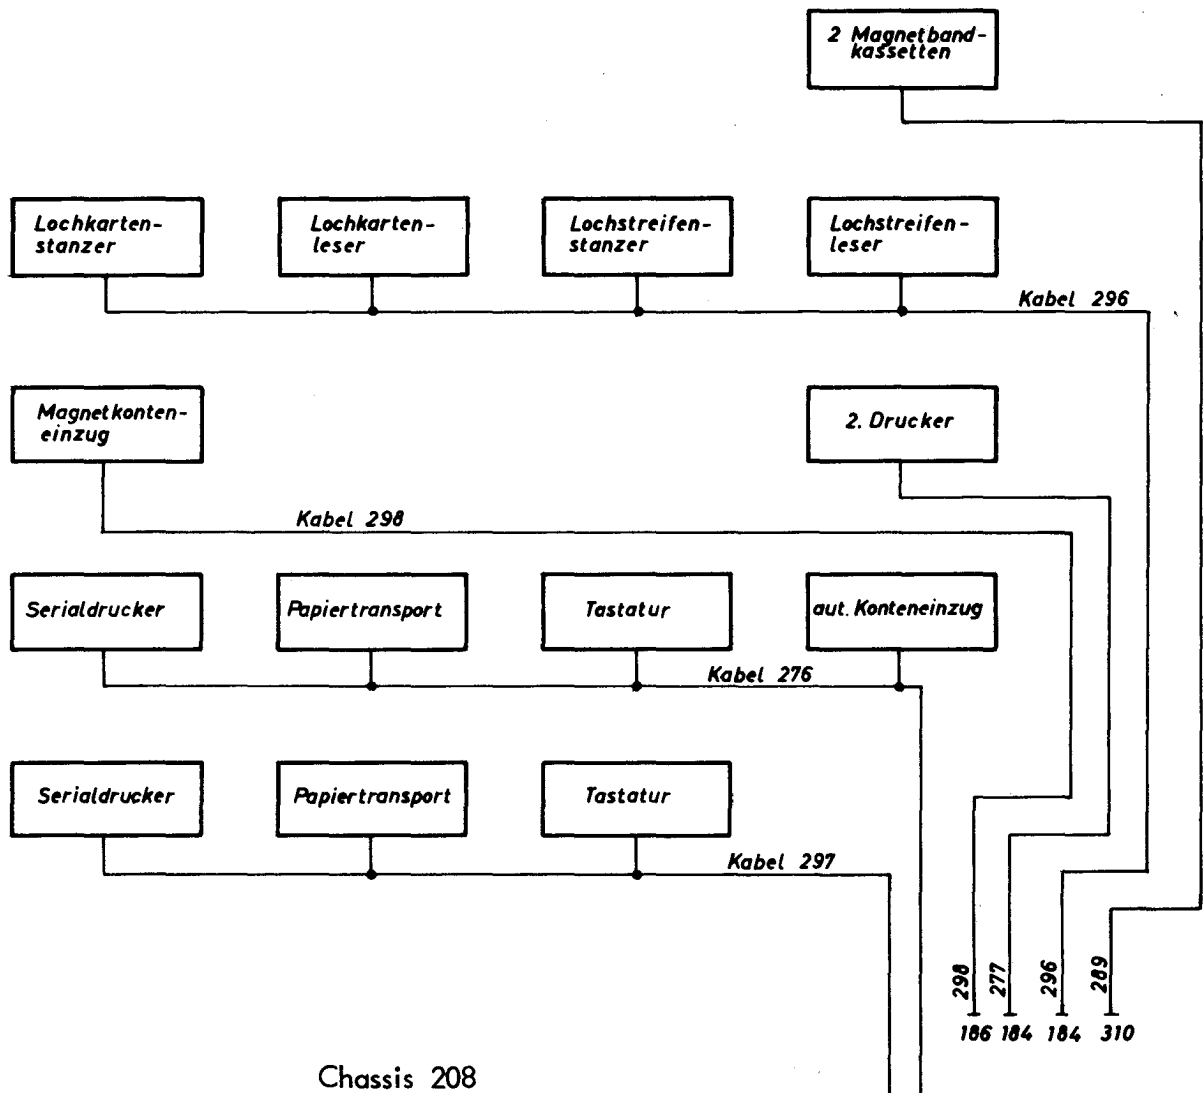 2 Magnetband-
kassetten
Lochkarten-
stanzer
Lochkarten-
leser
Lochstreifen-
stanzer
Lochstreifen-
leser
Kabel 296
Magnetkonten-
einzug
2. Drucker
Kabel 298
Serialdrucker
Papiertransport
Tastatur
aut. Konteneinzug
Kabel 276
Serialdrucker
Papiertransport
Tastatur
Kabel 297
298
277
296
289
186
184
184
310
Chassis 208